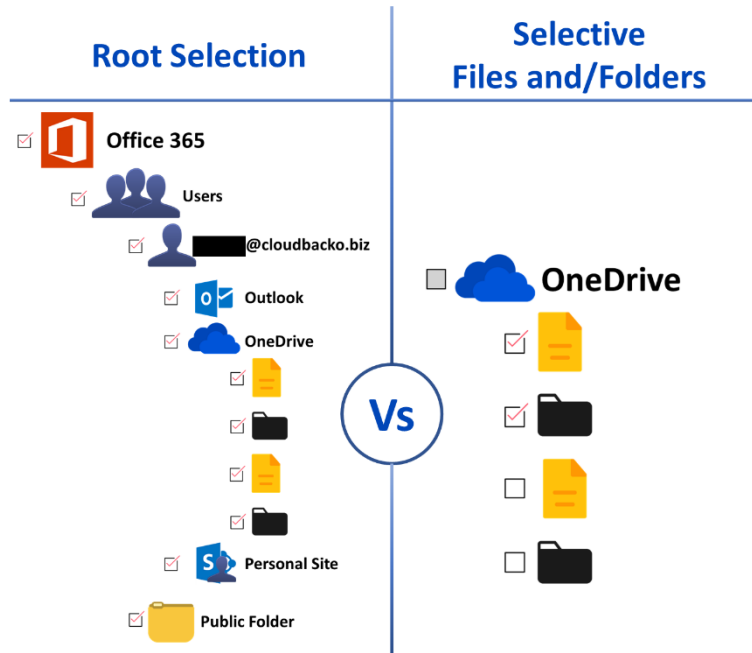 Root Selection
Selective
Files and/Folders
Office 365
Users
@cloudbacko.biz
Outlook
OneDrive
Personal Site
Public Folder
Vs
OneDrive